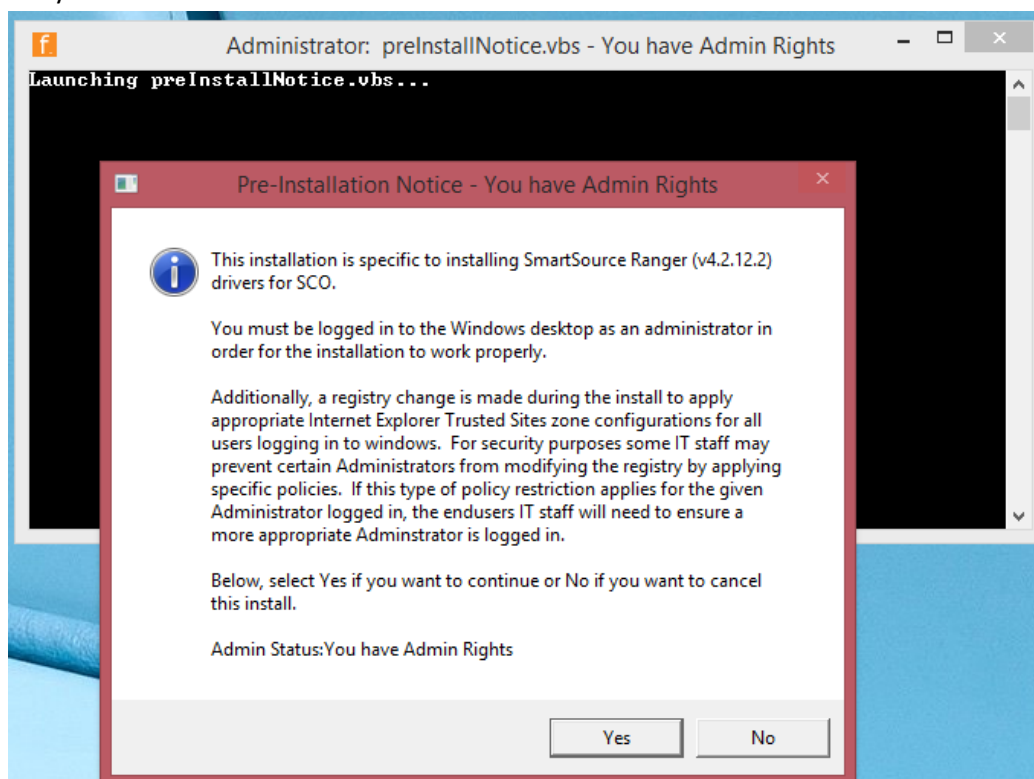 f.
Administrator: preInstallNotice.vbs - You have Admin Rights
Launching preInstallNotice.vbs...
Pre-Installation Notice - You have Admin Rights
This installation is specific to installing SmartSource Ranger (v4.2.12.2)
drivers for SCO.
You must be logged in to the Windows desktop as an administrator in
order for the installation to work properly.
Additionally, a registry change is made during the install to apply
appropriate Internet Explorer Trusted Sites zone configurations for all
users logging in to windows.  For security purposes some IT staff may
prevent certain Administrators from modifying the registry by applying
specific policies.  If this type of policy restriction applies for the given
Administrator logged in, the endusers IT staff will need to ensure a
more appropriate Adminstrator is logged in.
Below, select Yes if you want to continue or No if you want to cancel
this install.
Admin Status:You have Admin Rights
Yes
No